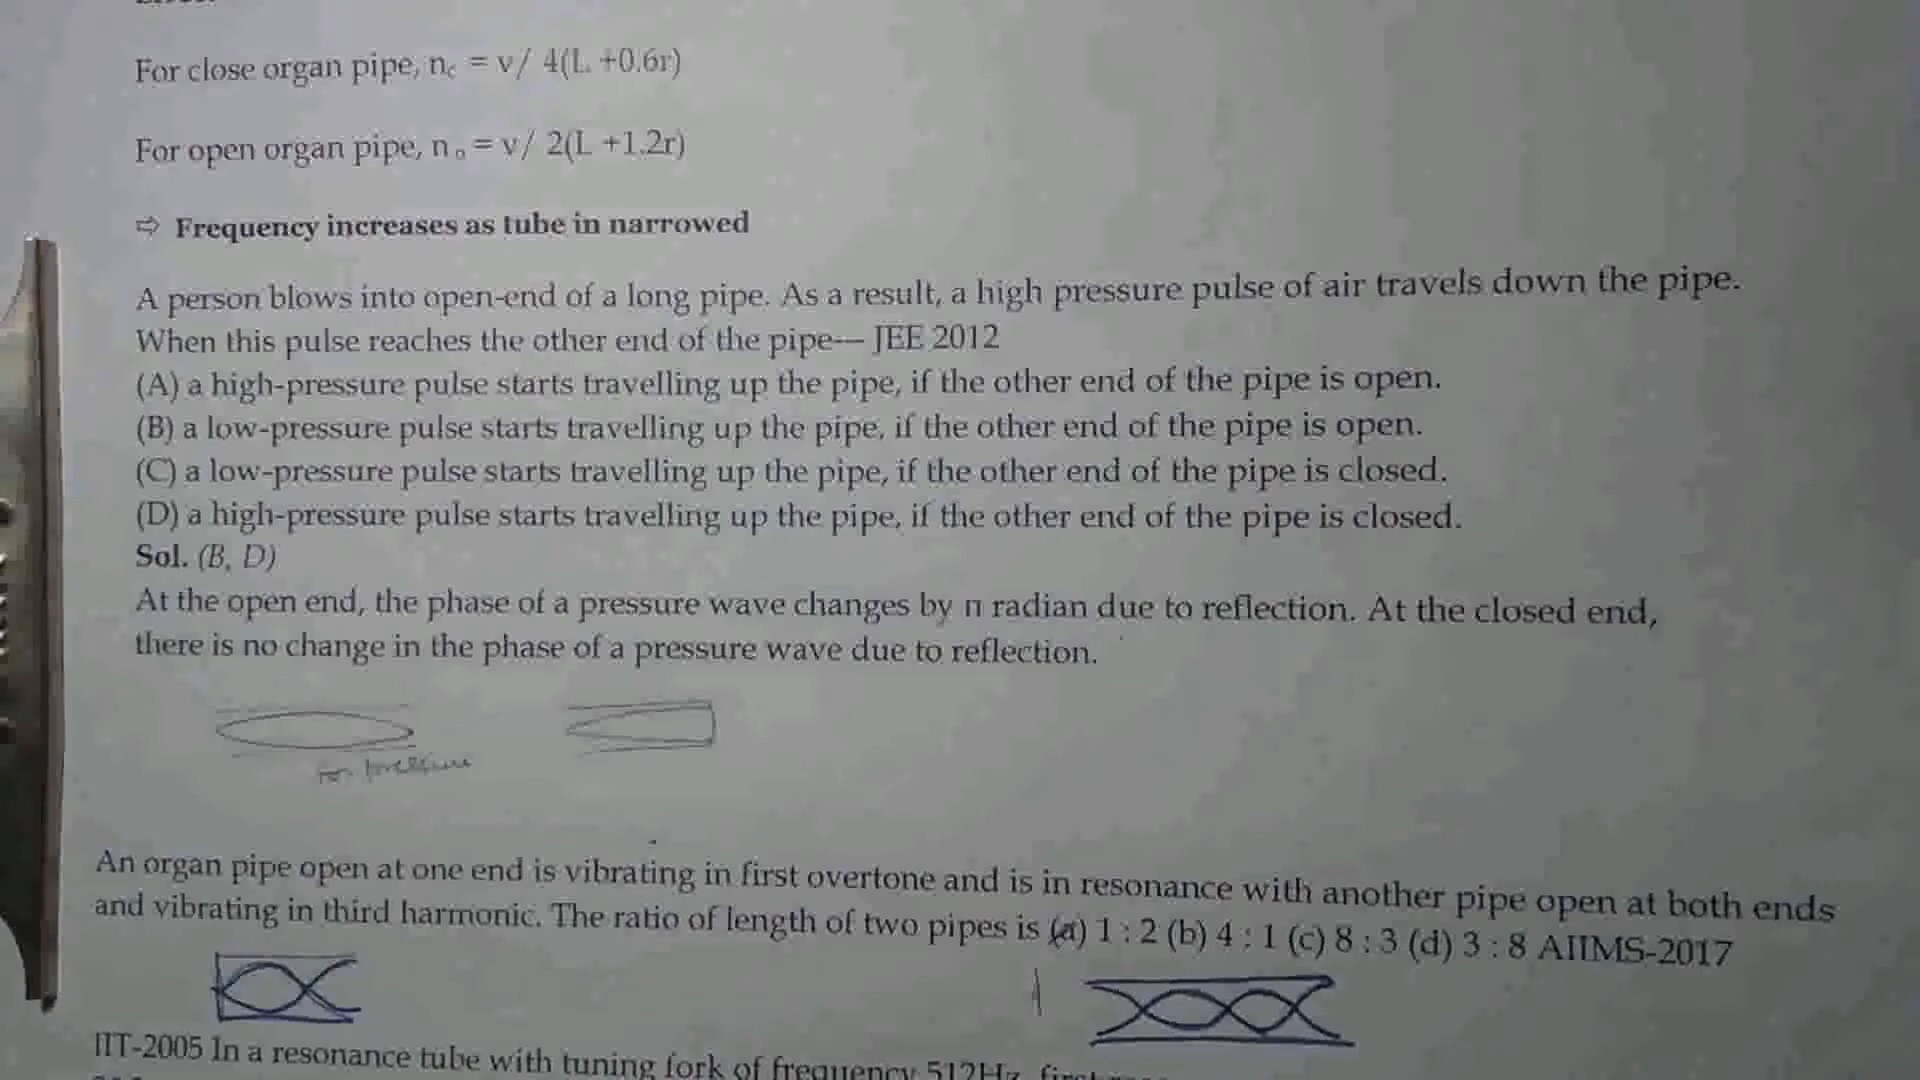 For close organ pipe, nc = v/ 4(L +0.6r)
For open organ pipe, n o = v/ 2(L +1.2r)
⇨ Frequency increases as tube in narrowed
A person blows into open-end of a long pipe. As a result, a high pressure pulse of air travels down the pipe.
When this pulse reaches the other end of the pipe--- JEE 2012
(A) a high-pressure pulse starts travelling up the pipe, if the other end of the pipe is open.
(B) a low-pressure pulse starts travelling up the pipe, if the other end of the pipe is open.
(C) a low-pressure pulse starts travelling up the pipe, if the other end of the pipe is closed.
(D) a high-pressure pulse starts travelling up the pipe, if the other end of the pipe is closed.
Sol. (B, D)
At the open end, the phase of a pressure wave changes by π radian due to reflection. At the closed end,
there is no change in the phase of a pressure wave due to reflection.
for pressure
An organ pipe open at one end is vibrating in first overtone and is in resonance with another pipe open at both ends
and vibrating in third harmonic. The ratio of length of two pipes is (a) 1 : 2 (b) 4 : 1 (c) 8 : 3 (d) 3 : 8 AIIMS-2017
IIT-2005 In a resonance tube with tuning fork of frequency 512Hz, first